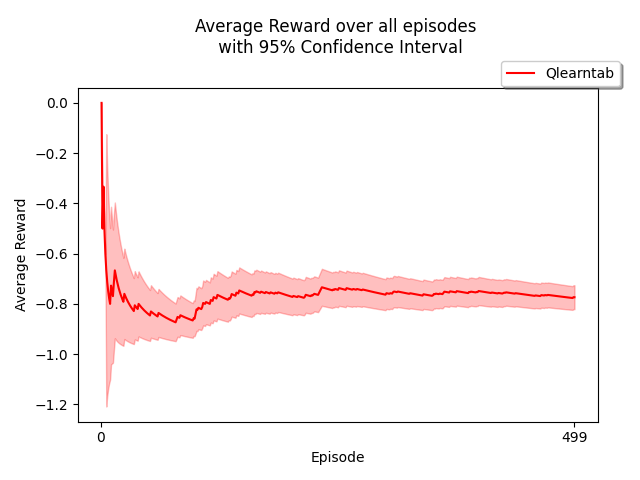 Average Reward over all episodes
with 95% Confidence Interval
Qlearntab
0.0
−0.2
−0.4
−0.6
−0.8
−1.0
−1.2
Average Reward
0
499
Episode